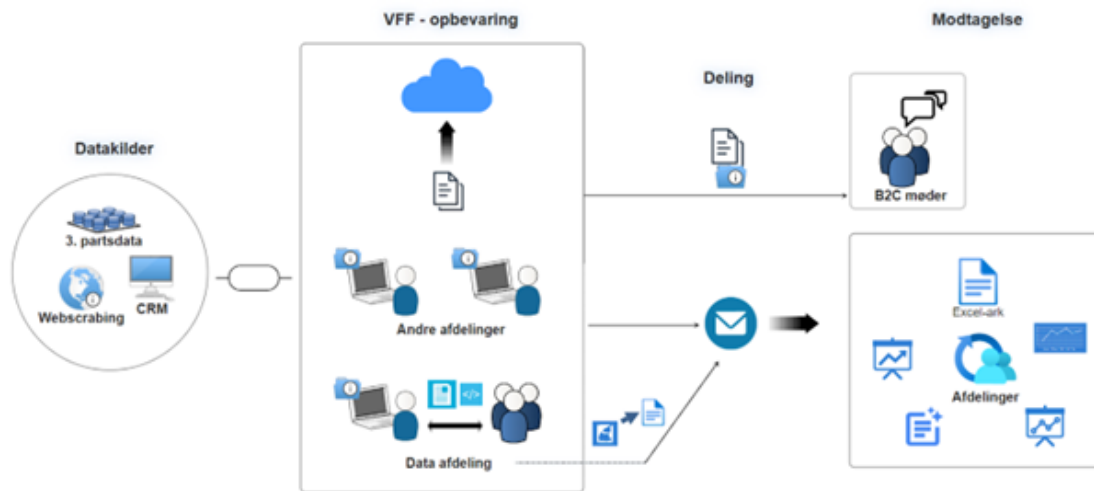 VFF - opbevaring
Modtagelse
Deling
Datakilder
3. partsdata
Webscrabing
CRM
Andre afdelinger
Data afdeling
B2C møder
Excel-ark
Afdelinger